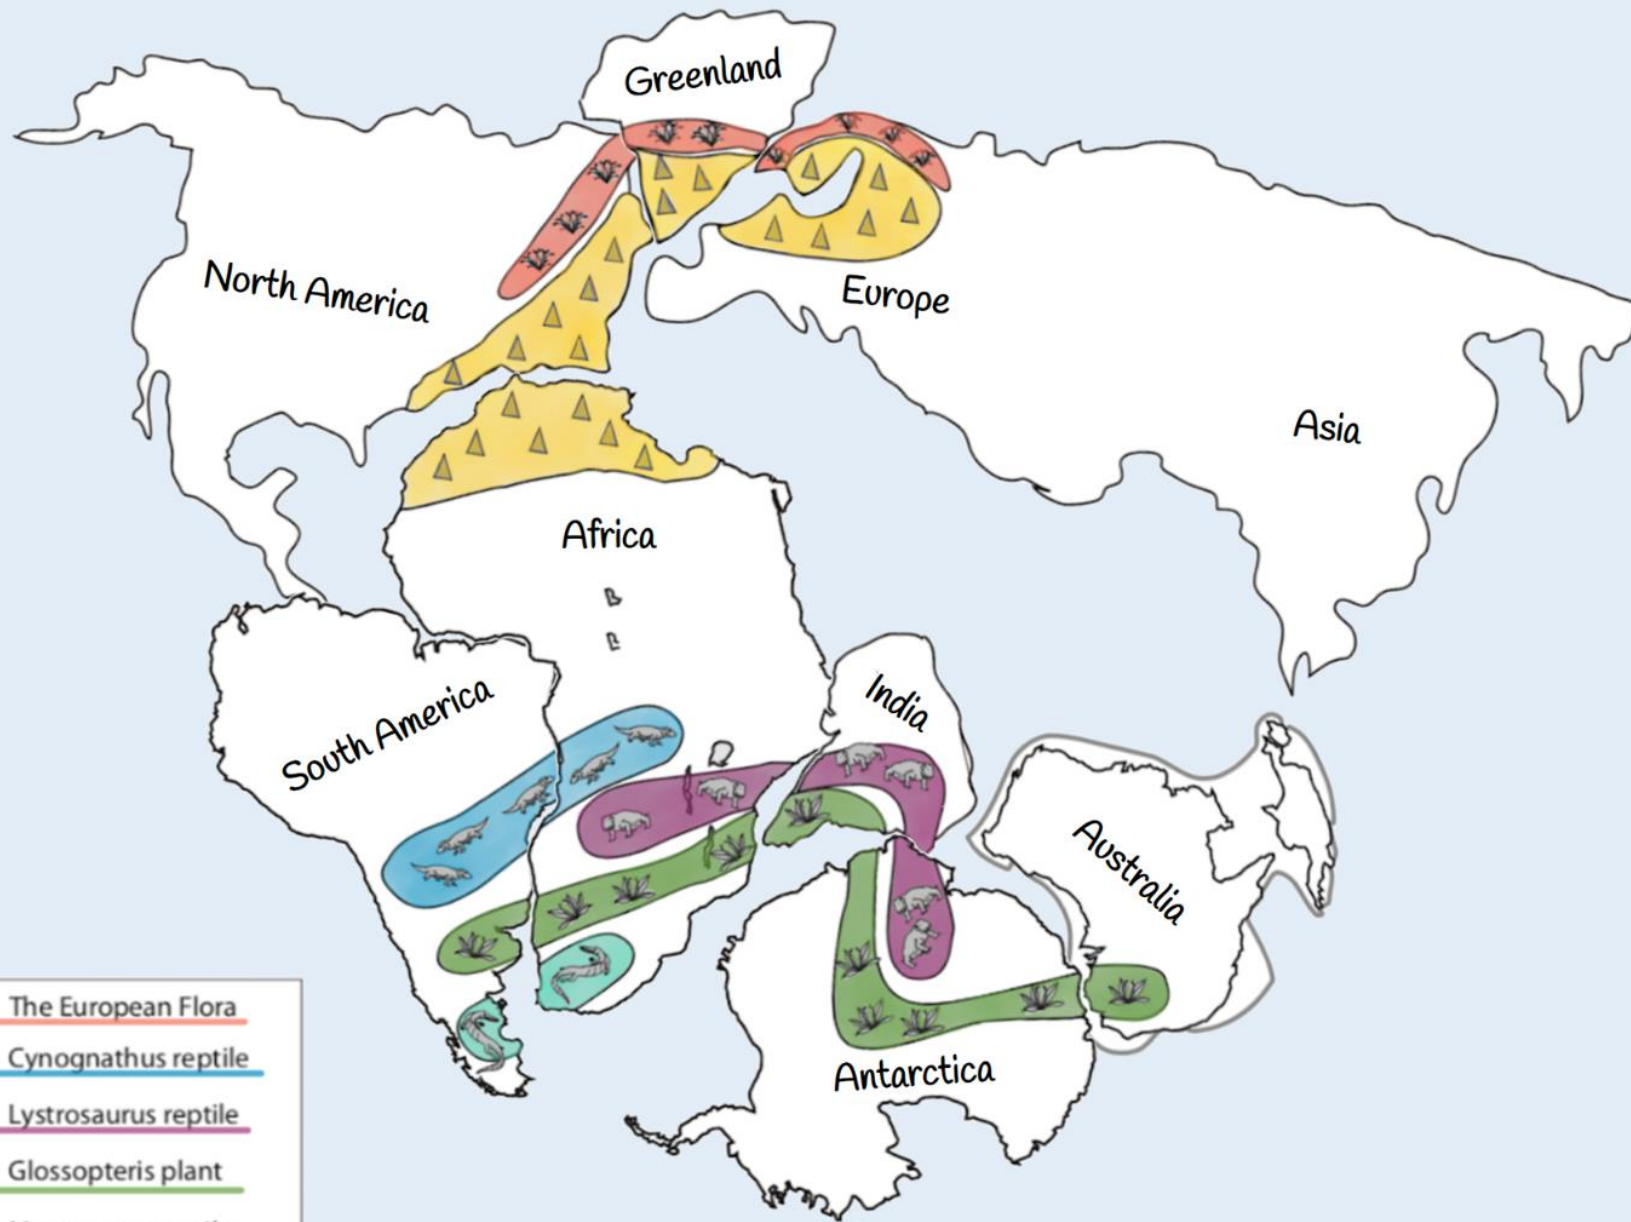 Greenland
North America
Europe
Asia
Africa
South America
India
Australia
Antarctica
The European Flora
Cynognathus reptile
Lystrosaurus reptile
Glossopteris plant